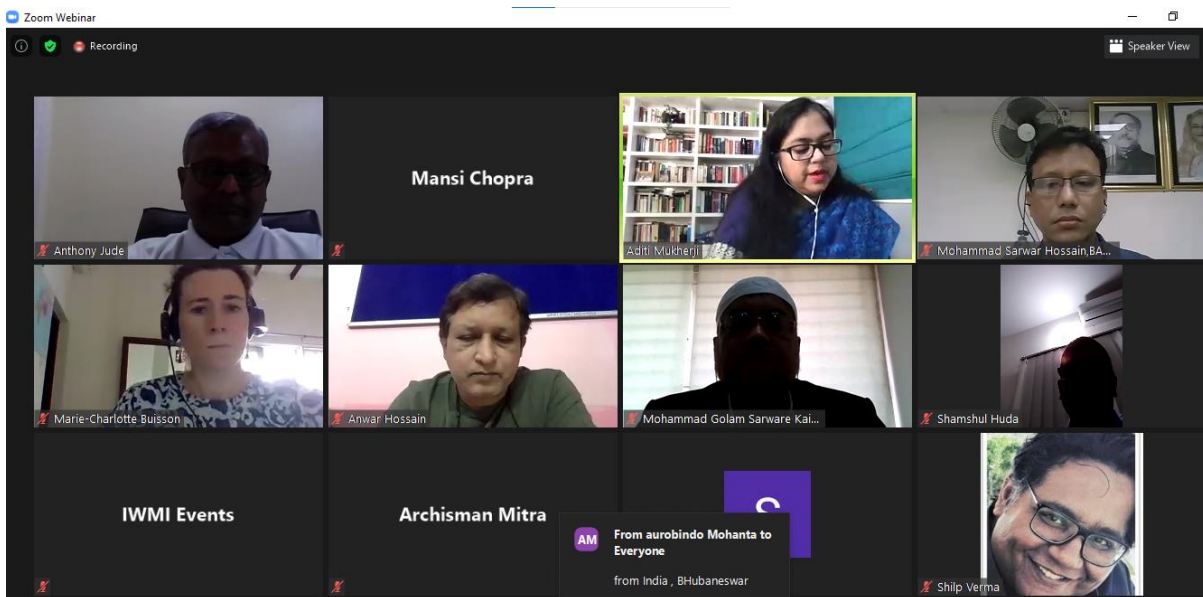 Zoom Webinar
Recording
Speaker View
Mansi Chopra
Anthony Jude
Aditi Mukherji
Mohammad Sarwar Hossain,BA...
Marie-Charlotte Buisson
Anwar Hossain
Mohammad Golam Sarware Kai...
Shamshul Huda
IWMI Events
Archisman Mitra
S
AM
From aurobindo Mohanta to
Everyone
from India , BHubaneswar
Shilp Verma